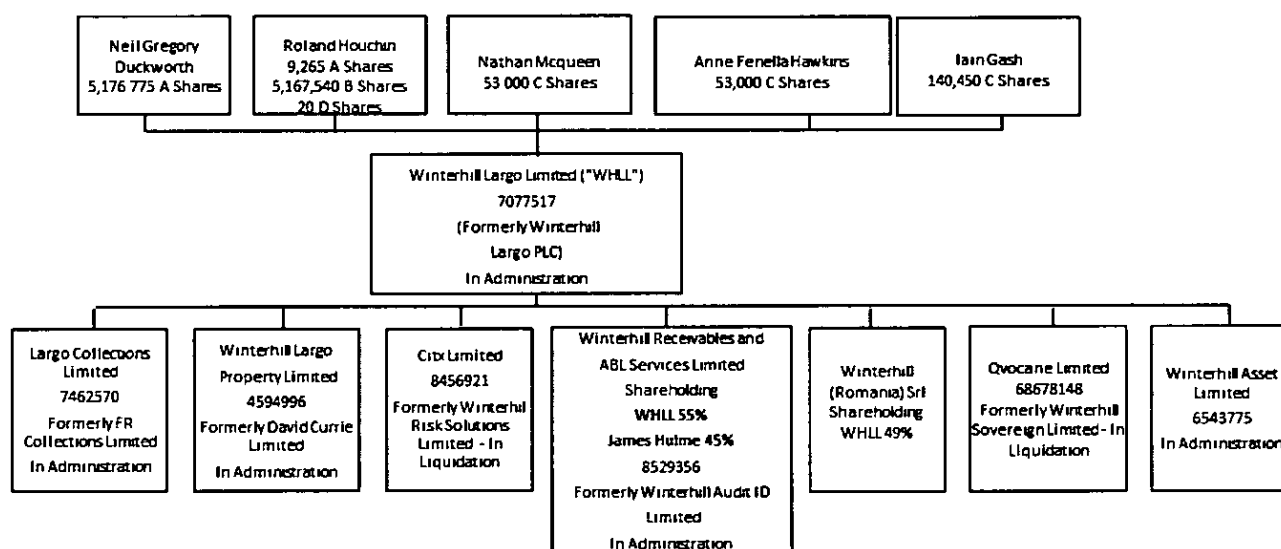 Neil Gregory
Duckworth
5,176 775 A Shares
Roland Houchin
9,265 A Shares
5,167,540 B Shares
20 D Shares
Nathan Mcqueen
53 000 C Shares
Anne Fenella Hawkins
53,000 C Shares
Iain Gash
140,450 C Shares
Winterhill Largo Limited ("WHLL")
7077517
(Formerly Winterhill
Largo PLC)
In Administration
Largo Collections
Limited
7462570
Formerly FR
Collections Limited
In Administration
Winterhill Largo
Property Limited
4594996
Formerly David Currie
Limited
In Administration
Citx Limited
8456921
Formerly Winterhill
Risk Solutions
Limited - In
Liquidation
Winterhill Receivables and
ABL Services Limited
Shareholding
WHLL 55%
James Hulme 45%
8529356
Formerly Winterhill Audit ID
Limited
In Administration
Winterhill
(Romania) Srl
Shareholding
WHLL 49%
Qvocane Limited
68678148
Formerly Winterhill
Sovereign Limited - In
Liquidation
Winterhill Asset
Limited
6543775
In Administration